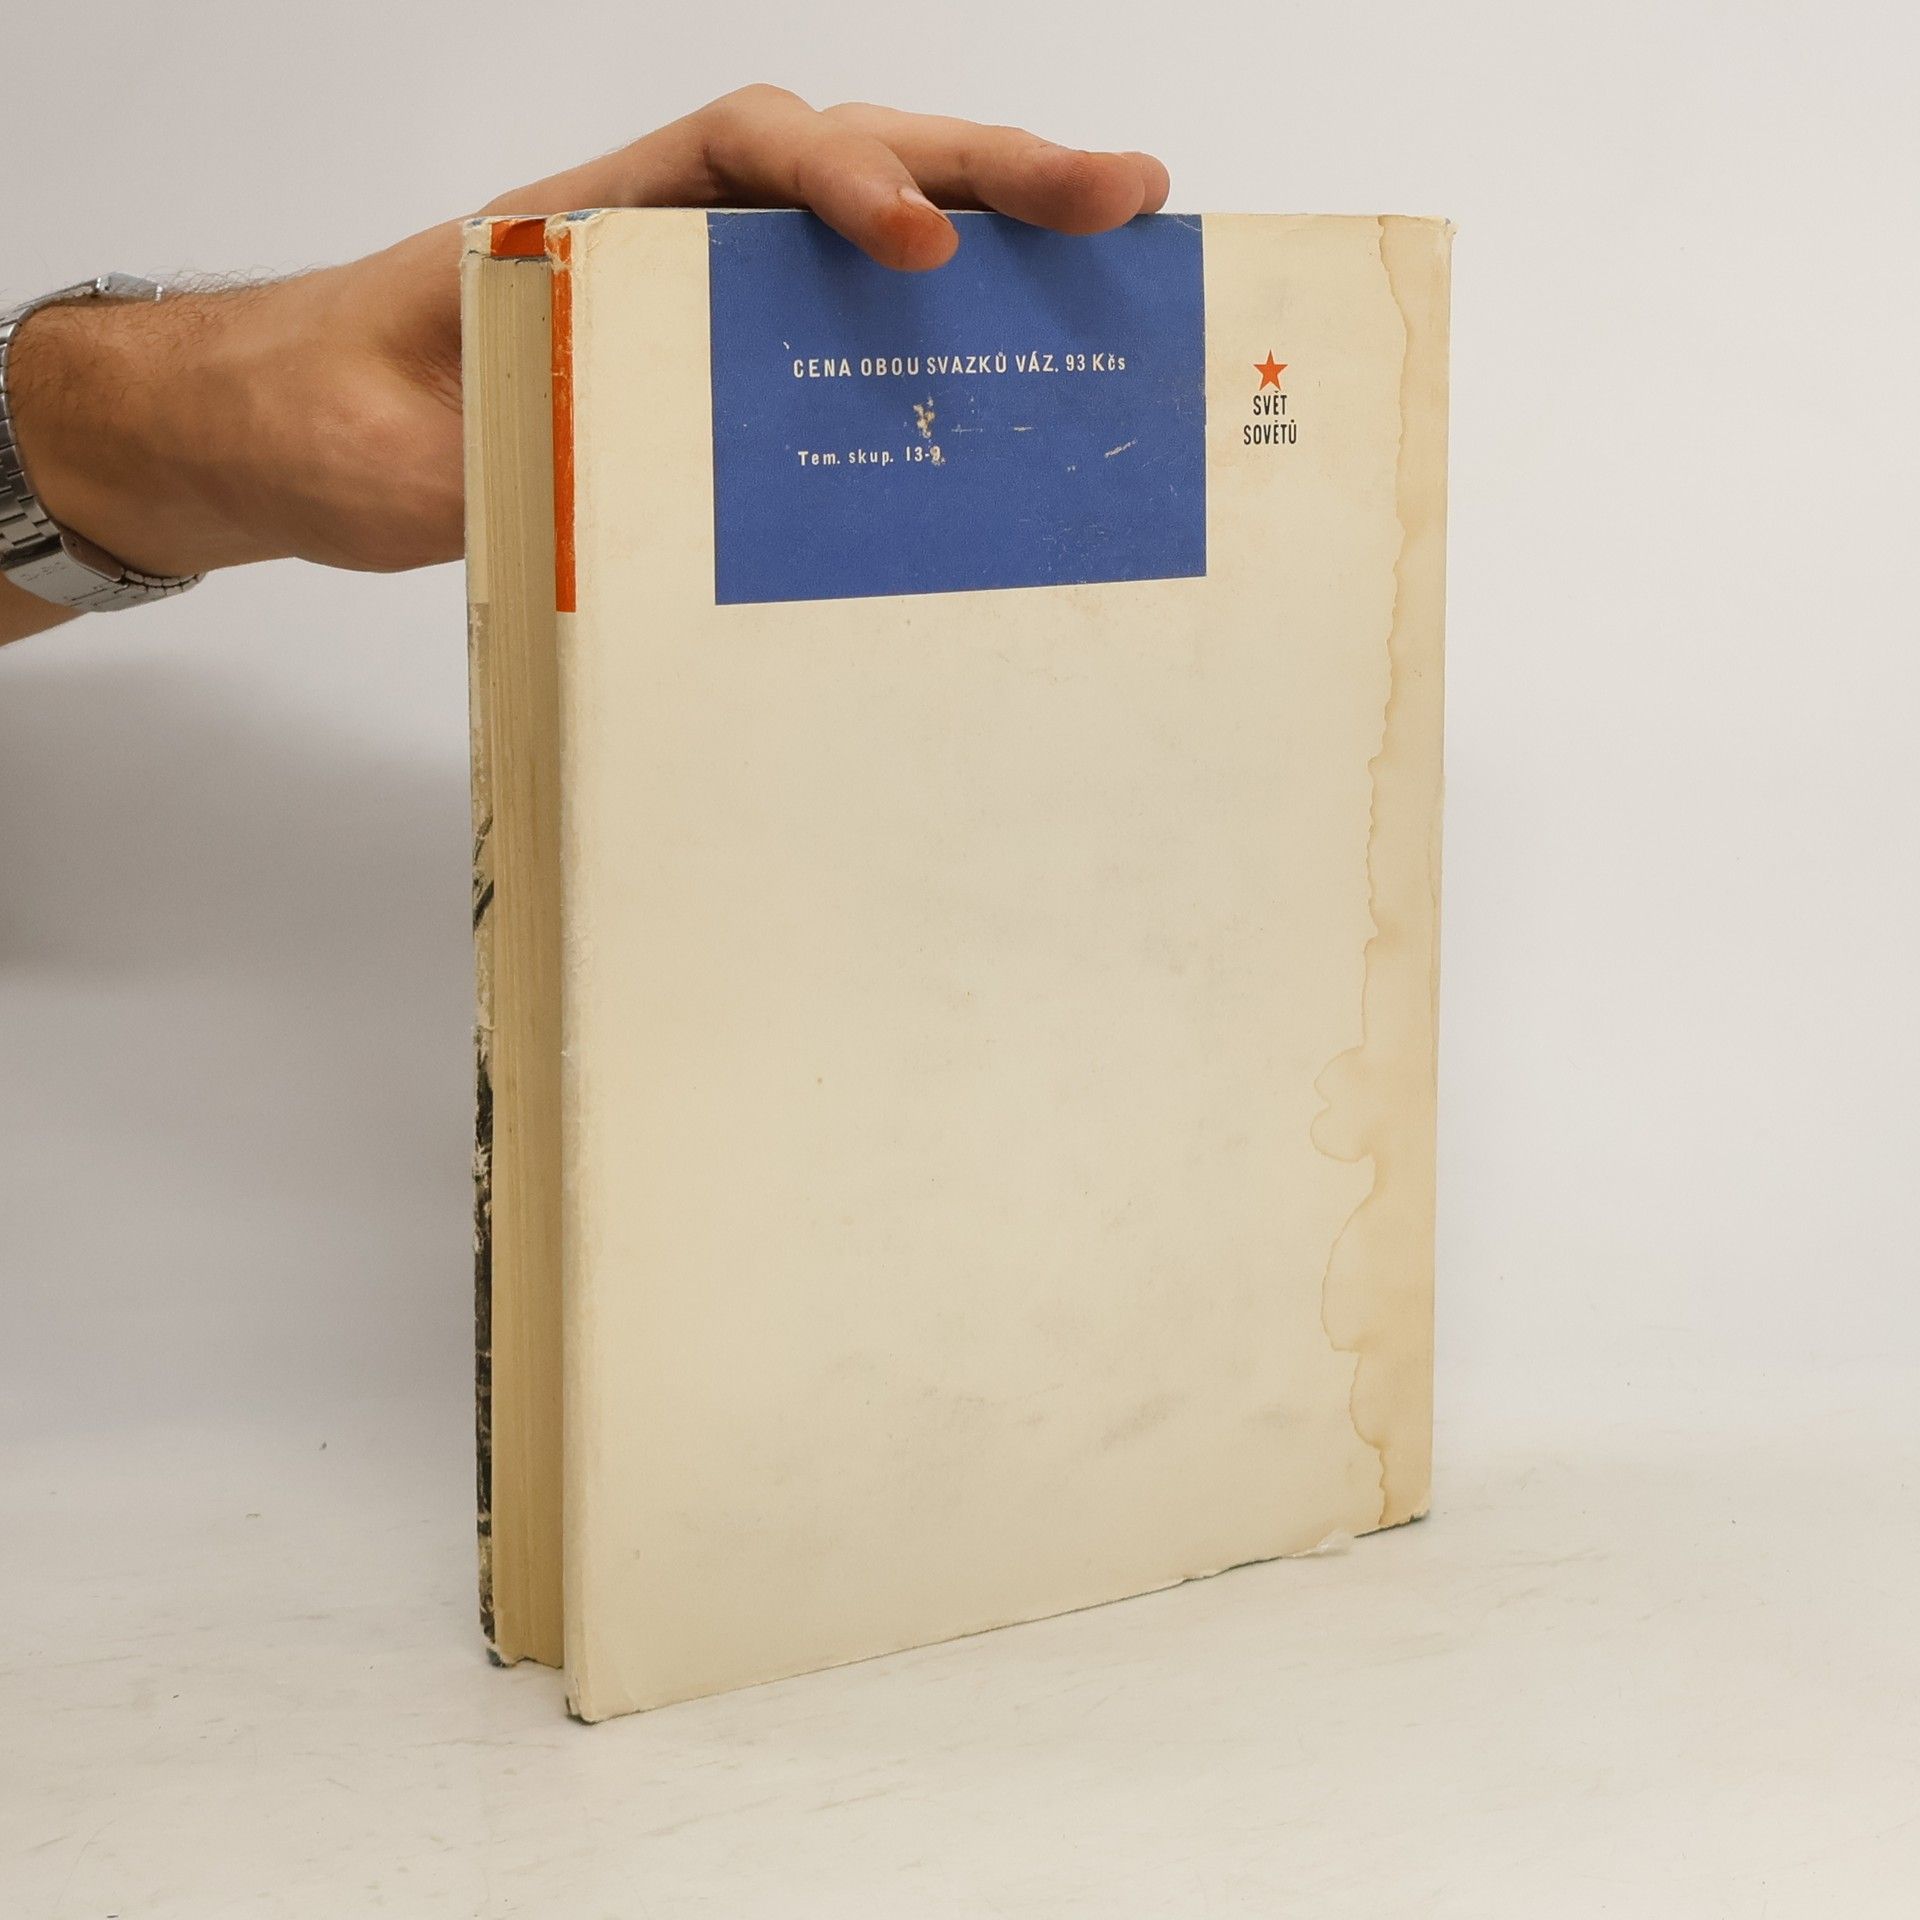 CENA OBOU SVAZKŮ VÁZ. 93 Kčs
Tem. skup. 13-9
SVĚT
SOVĚTŮ